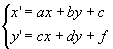 x' = ax + by + c
y' = cx + dy + f